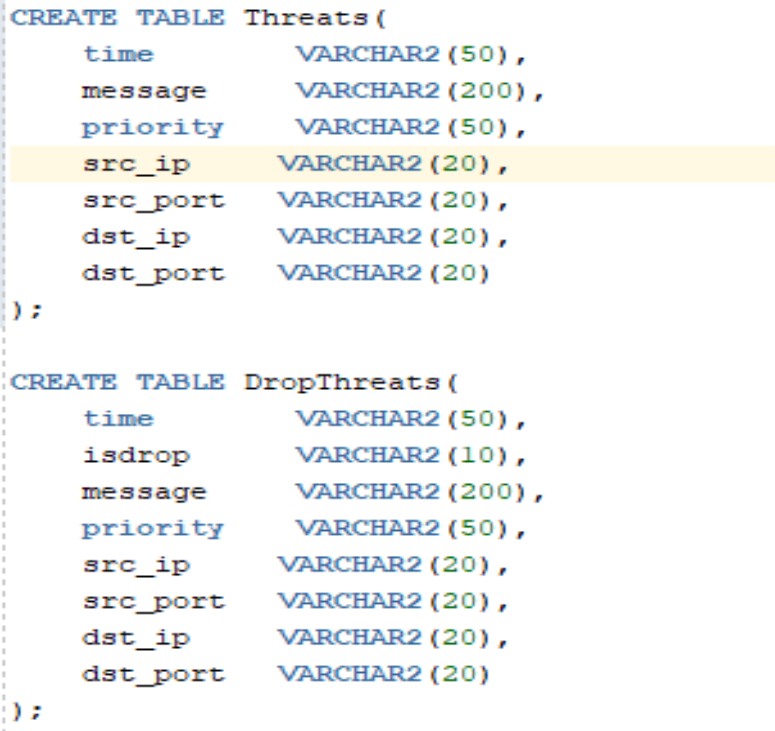 CREATE TABLE Threats(
    time        VARCHAR2(50),
    message     VARCHAR2(200),
    priority    VARCHAR2(50),
    src_ip     VARCHAR2(20),
    src_port   VARCHAR2(20),
    dst_ip     VARCHAR2(20),
    dst_port   VARCHAR2(20)
);

CREATE TABLE DropThreats(
    time        VARCHAR2(50),
    isdrop      VARCHAR2(10),
    message     VARCHAR2(200),
    priority    VARCHAR2(50),
    src_ip     VARCHAR2(20),
    src_port   VARCHAR2(20),
    dst_ip     VARCHAR2(20),
    dst_port   VARCHAR2(20)
);